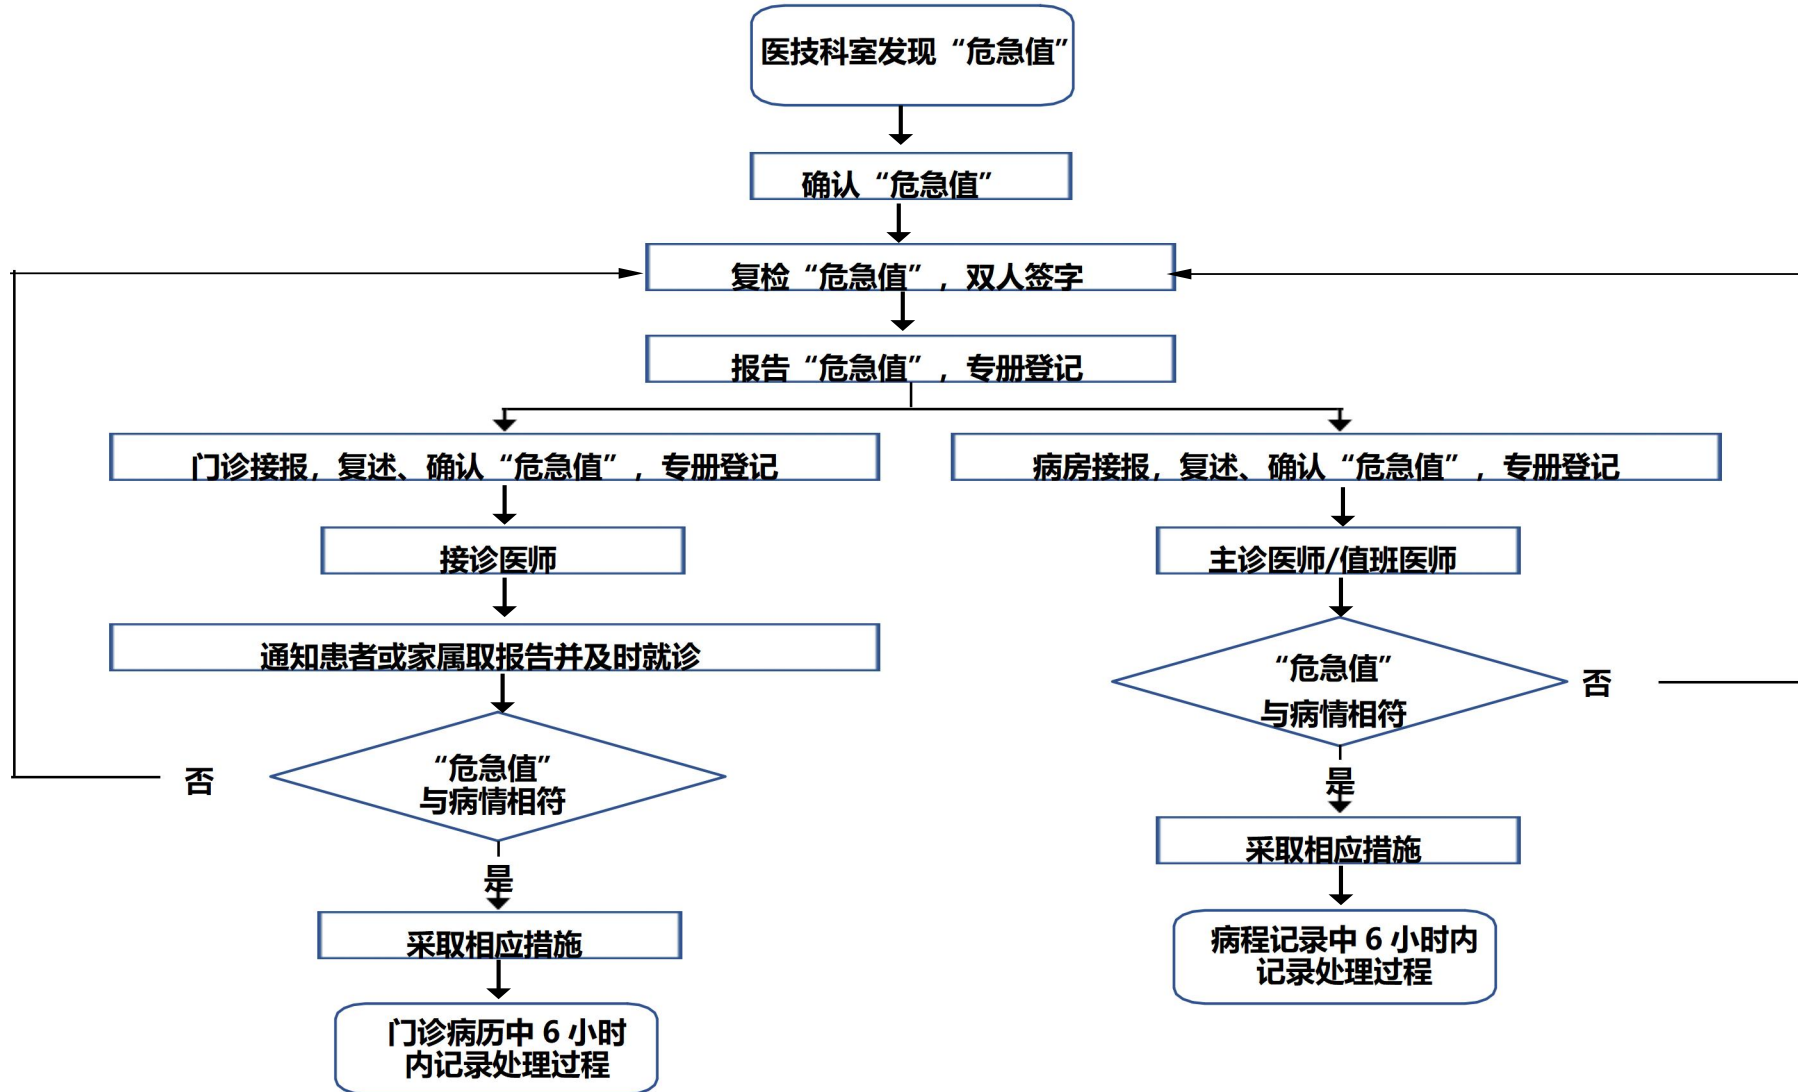 医技科室发现“危急值”
确认“危急值”
复检“危急值”，双人签字
报告“危急值”，专册登记
门诊接报，复述、确认“危急值”，专册登记
病房接报，复述、确认“危急值”，专册登记
接诊医师
主诊医师/值班医师
通知患者或家属取报告并及时就诊
“危急值”
与病情相符
否
“危急值”
与病情相符
否
是
是
采取相应措施
采取相应措施
病程记录中 6 小时内
记录处理过程
门诊病历中 6 小时
内记录处理过程